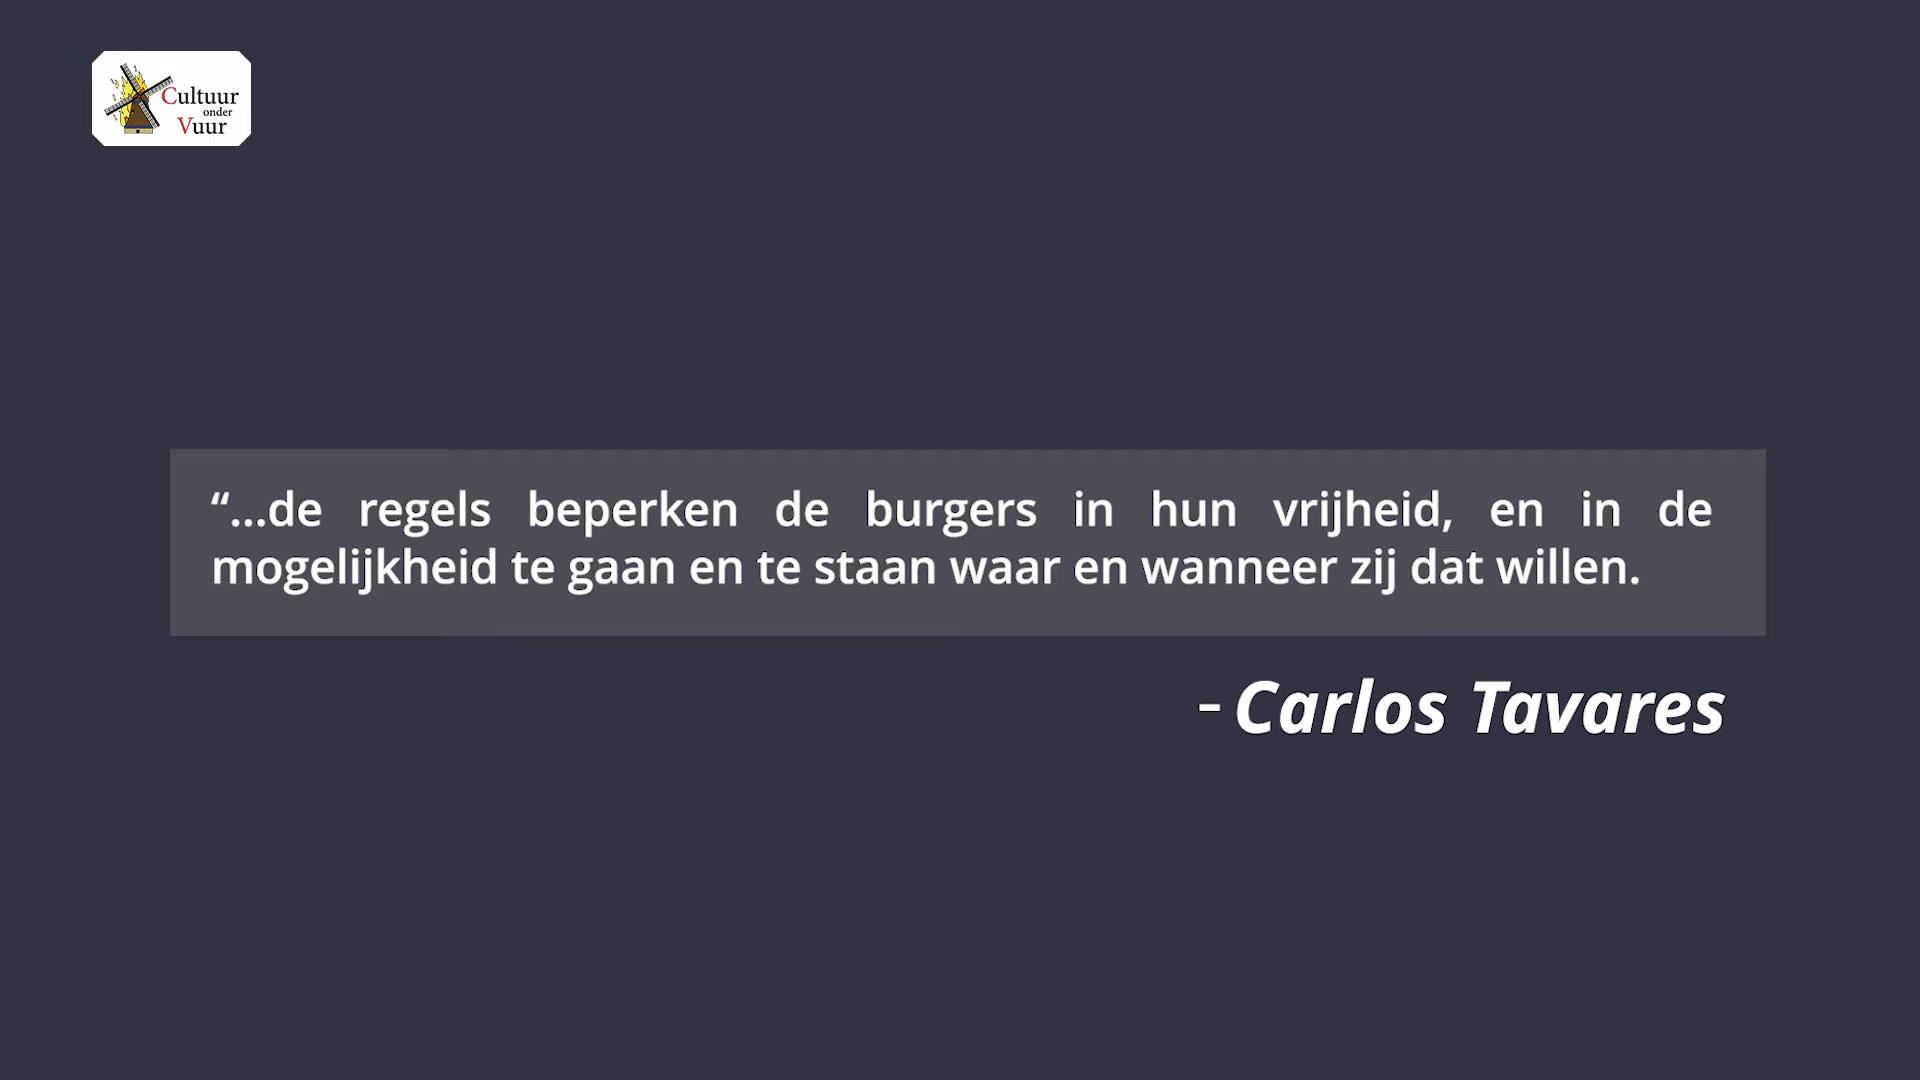 Cultuur
onder
Vuur
“...de regels beperken de burgers in hun vrijheid, en in de
mogelijkheid te gaan en te staan waar en wanneer zij dat willen.
- Carlos Tavares